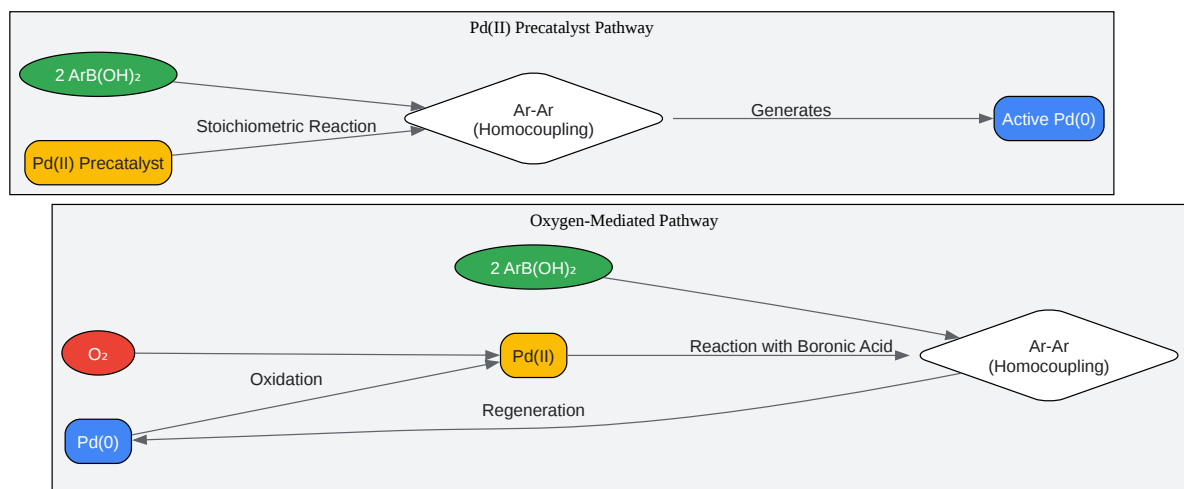 Pd(II) Precatalyst Pathway
2 ArB(OH)₂
Stoichiometric Reaction
Pd(II) Precatalyst
Ar-Ar
(Homocoupling)
Generates
Active Pd(0)
Oxygen-Mediated Pathway
2 ArB(OH)₂
O₂
Oxidation
Pd(0)
Pd(II)
Reaction with Boronic Acid
Regeneration
Ar-Ar
(Homocoupling)